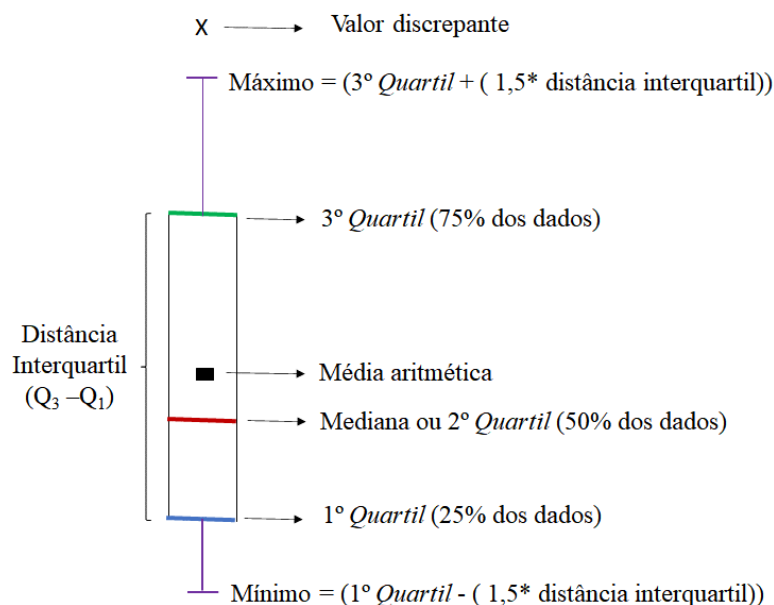 X
Valor discrepante
Máximo = (3º Quartil + ( 1,5* distância interquartil))
3º Quartil (75% dos dados)
Distância
Interquartil
(Q₃ –Q₁)
Média aritmética
Mediana ou 2º Quartil (50% dos dados)
1º Quartil (25% dos dados)
Mínimo = (1º Quartil - ( 1,5* distância interquartil))